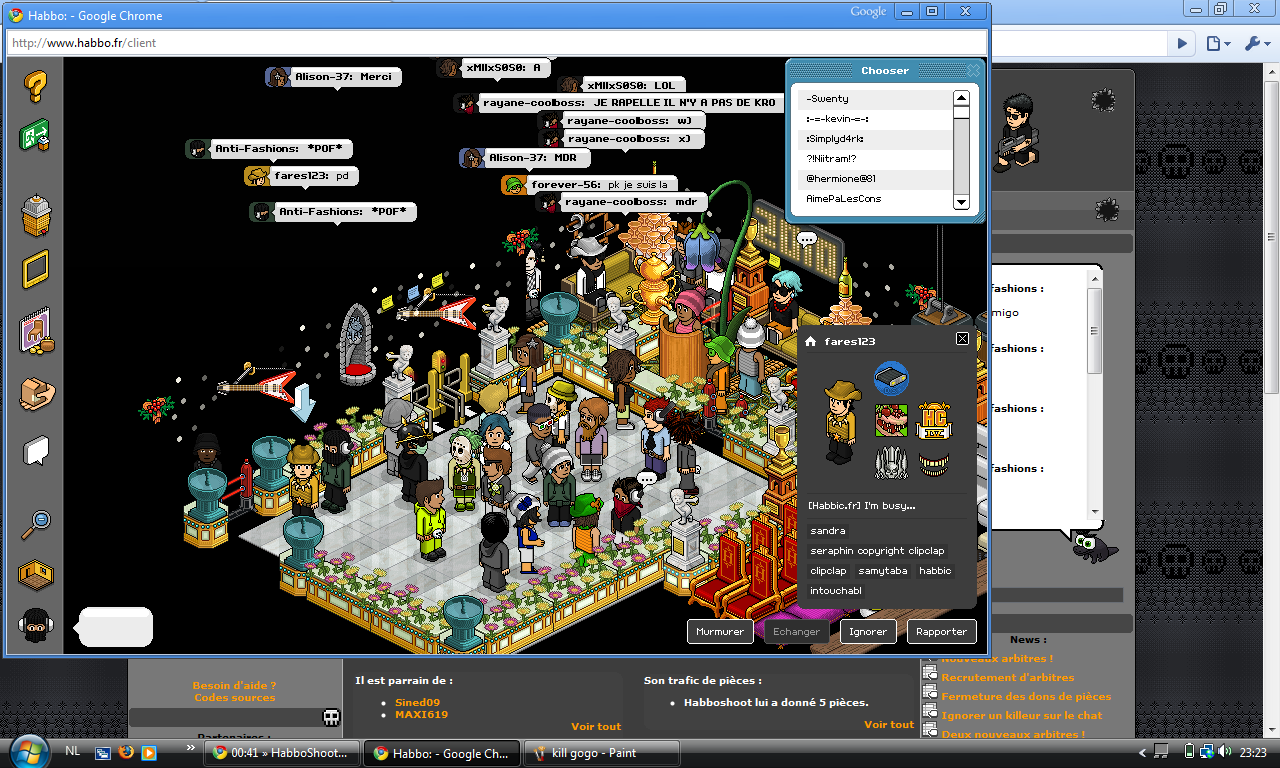 Habbo: - Google Chrome
Google
http://www.habbo.fr/client
xMIIxS0S0: A
Alison-37: Merci
xMIIxS0S0: LOL
rayane-coolboss: JE RAPELLE IL N'Y A PAS DE KRO
rayane-coolboss: w)
rayane-coolboss: x)
Anti-Fashions: *POF*
Alison-37: MDR
fares123: pd
forever-56: pk je suis la
rayane-coolboss: mdr
Anti-Fashions: *POF*
Chooser
-Swenty
:-=-kevin-=-:
:Simplyd4rk:
?!Niitram!?
@hermione@81
AimePaLesCons
fares123
HC
[Habbic.fr] I'm busy...
sandra
seraphin copyright clipclap
clipclap samytaba habbic
intouchabl
Murmurer
Echanger
Ignorer
Rapporter
fashions :
migo
fashions :
fashions :
fashions :
News :
Nouveaux arbitres !
Recrutement d'arbitres
Fermeture des dons de pièces
Ignorer un killeur sur le chat
Deux nouveaux arbitres !
Besoin d'aide ?
Codes sources
Partenaires :
Il est parrain de :
Sined09
MAXI619
Voir tout
Son trafic de pièces :
Habboshoot lui a donné 5 pièces.
Voir tout
NL
»
00:41 » HabboShoot...
Habbo: - Google Ch...
kill gogo - Paint
23:23